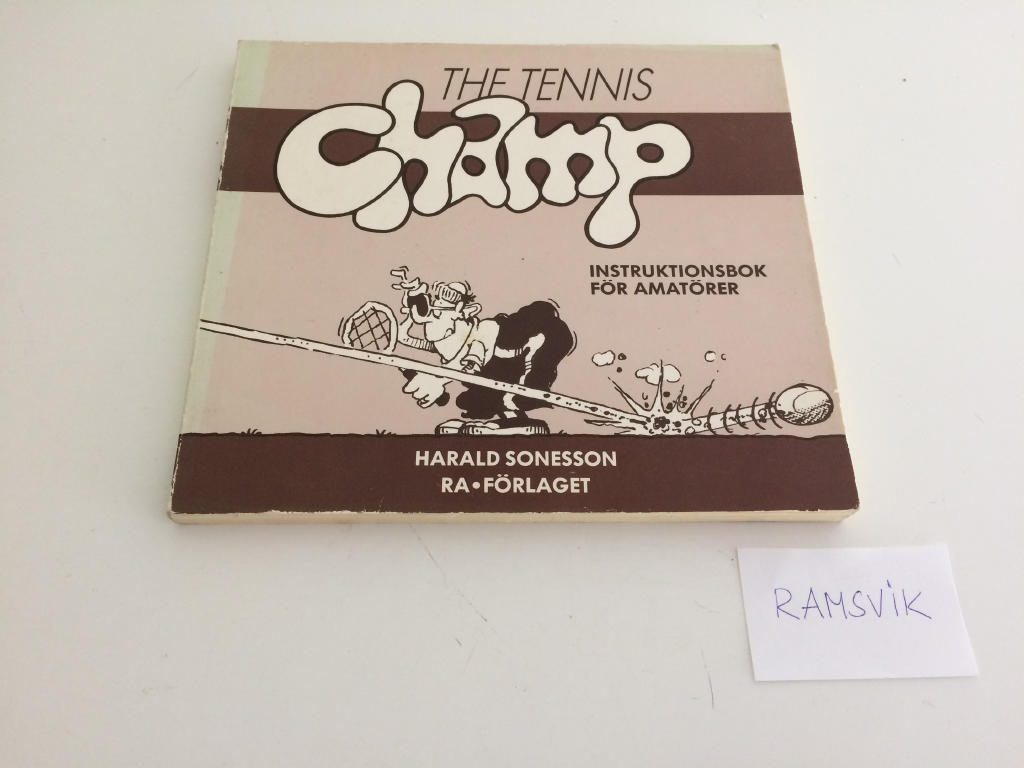 THE TENNIS
Champ
INSTRUKTIONSBOK
FÖR AMATÖRER
HARALD SONESSON
RA•FÖRLAGET
RAMSViK